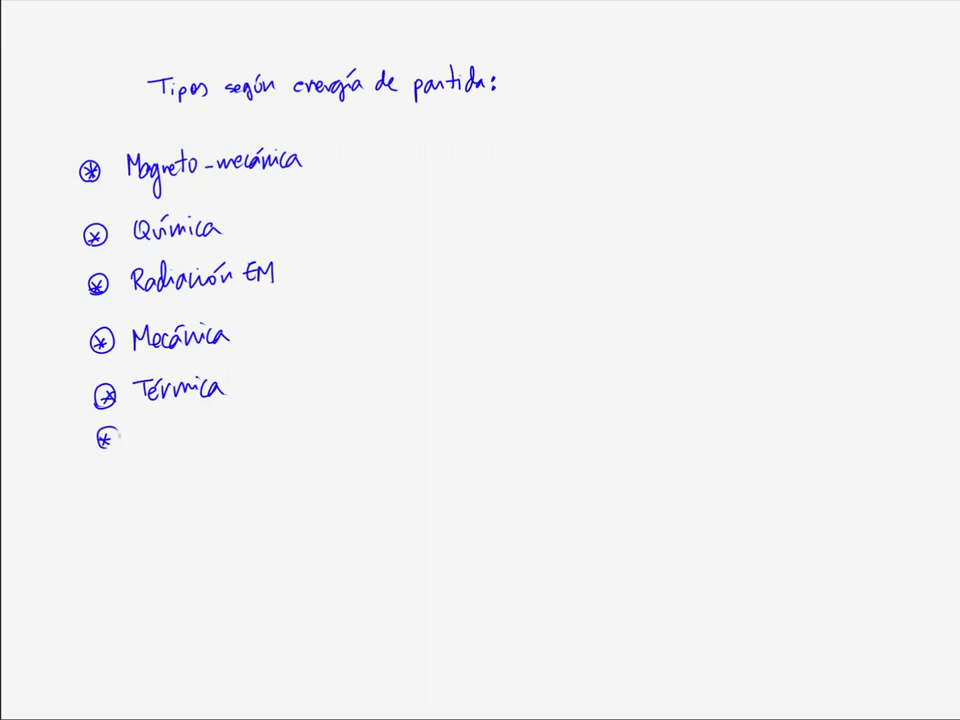 Tipos según energía de partida:
Magneto-mecánica
Química
Radiación EM
Mecánica
Térmica